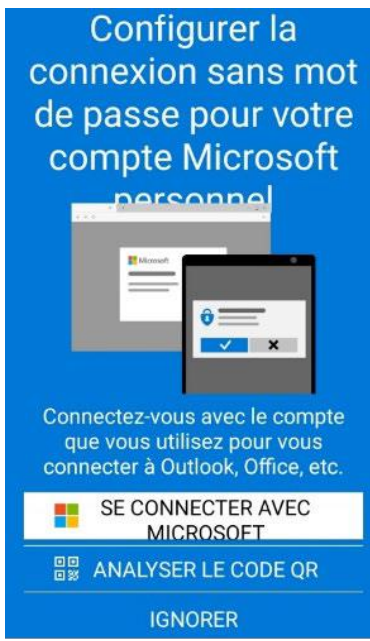 Configurer la
connexion sans mot
de passe pour votre
compte Microsoft
personnel
Microsoft
Connectez-vous avec le compte
que vous utilisez pour vous
connecter à Outlook, Office, etc.
SE CONNECTER AVEC
MICROSOFT
ANALYSER LE CODE QR
IGNORER